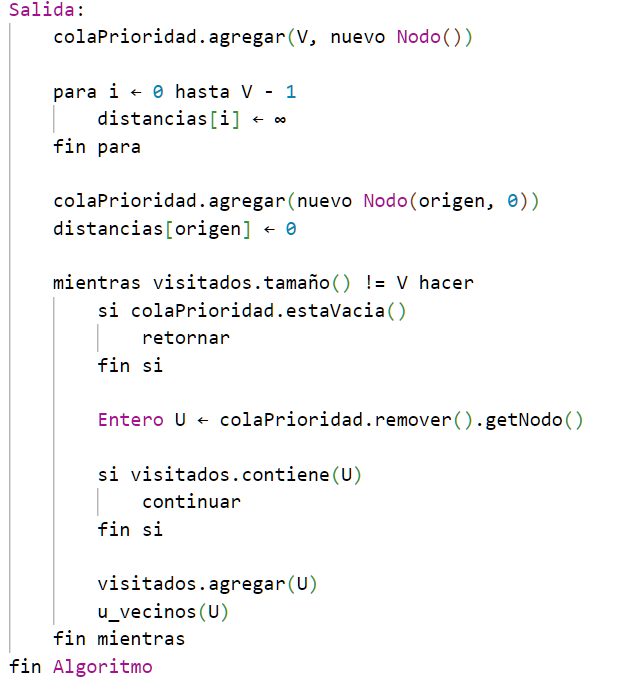 Salida:
colaPrioridad.agregar(V, nuevo Nodo())
para i ← 0 hasta V - 1
distancias[i] ← ∞
fin para
colaPrioridad.agregar(nuevo Nodo(origen, 0))
distancias[origen] ← 0
mientras visitados.tamaño() != V hacer
si colaPrioridad.estaVacia()
retornar
fin si
Entero U ← colaPrioridad.remover().getNodo()
si visitados.contiene(U)
continuar
fin si
visitados.agregar(U)
u_vecinos(U)
fin mientras
fin Algoritmo